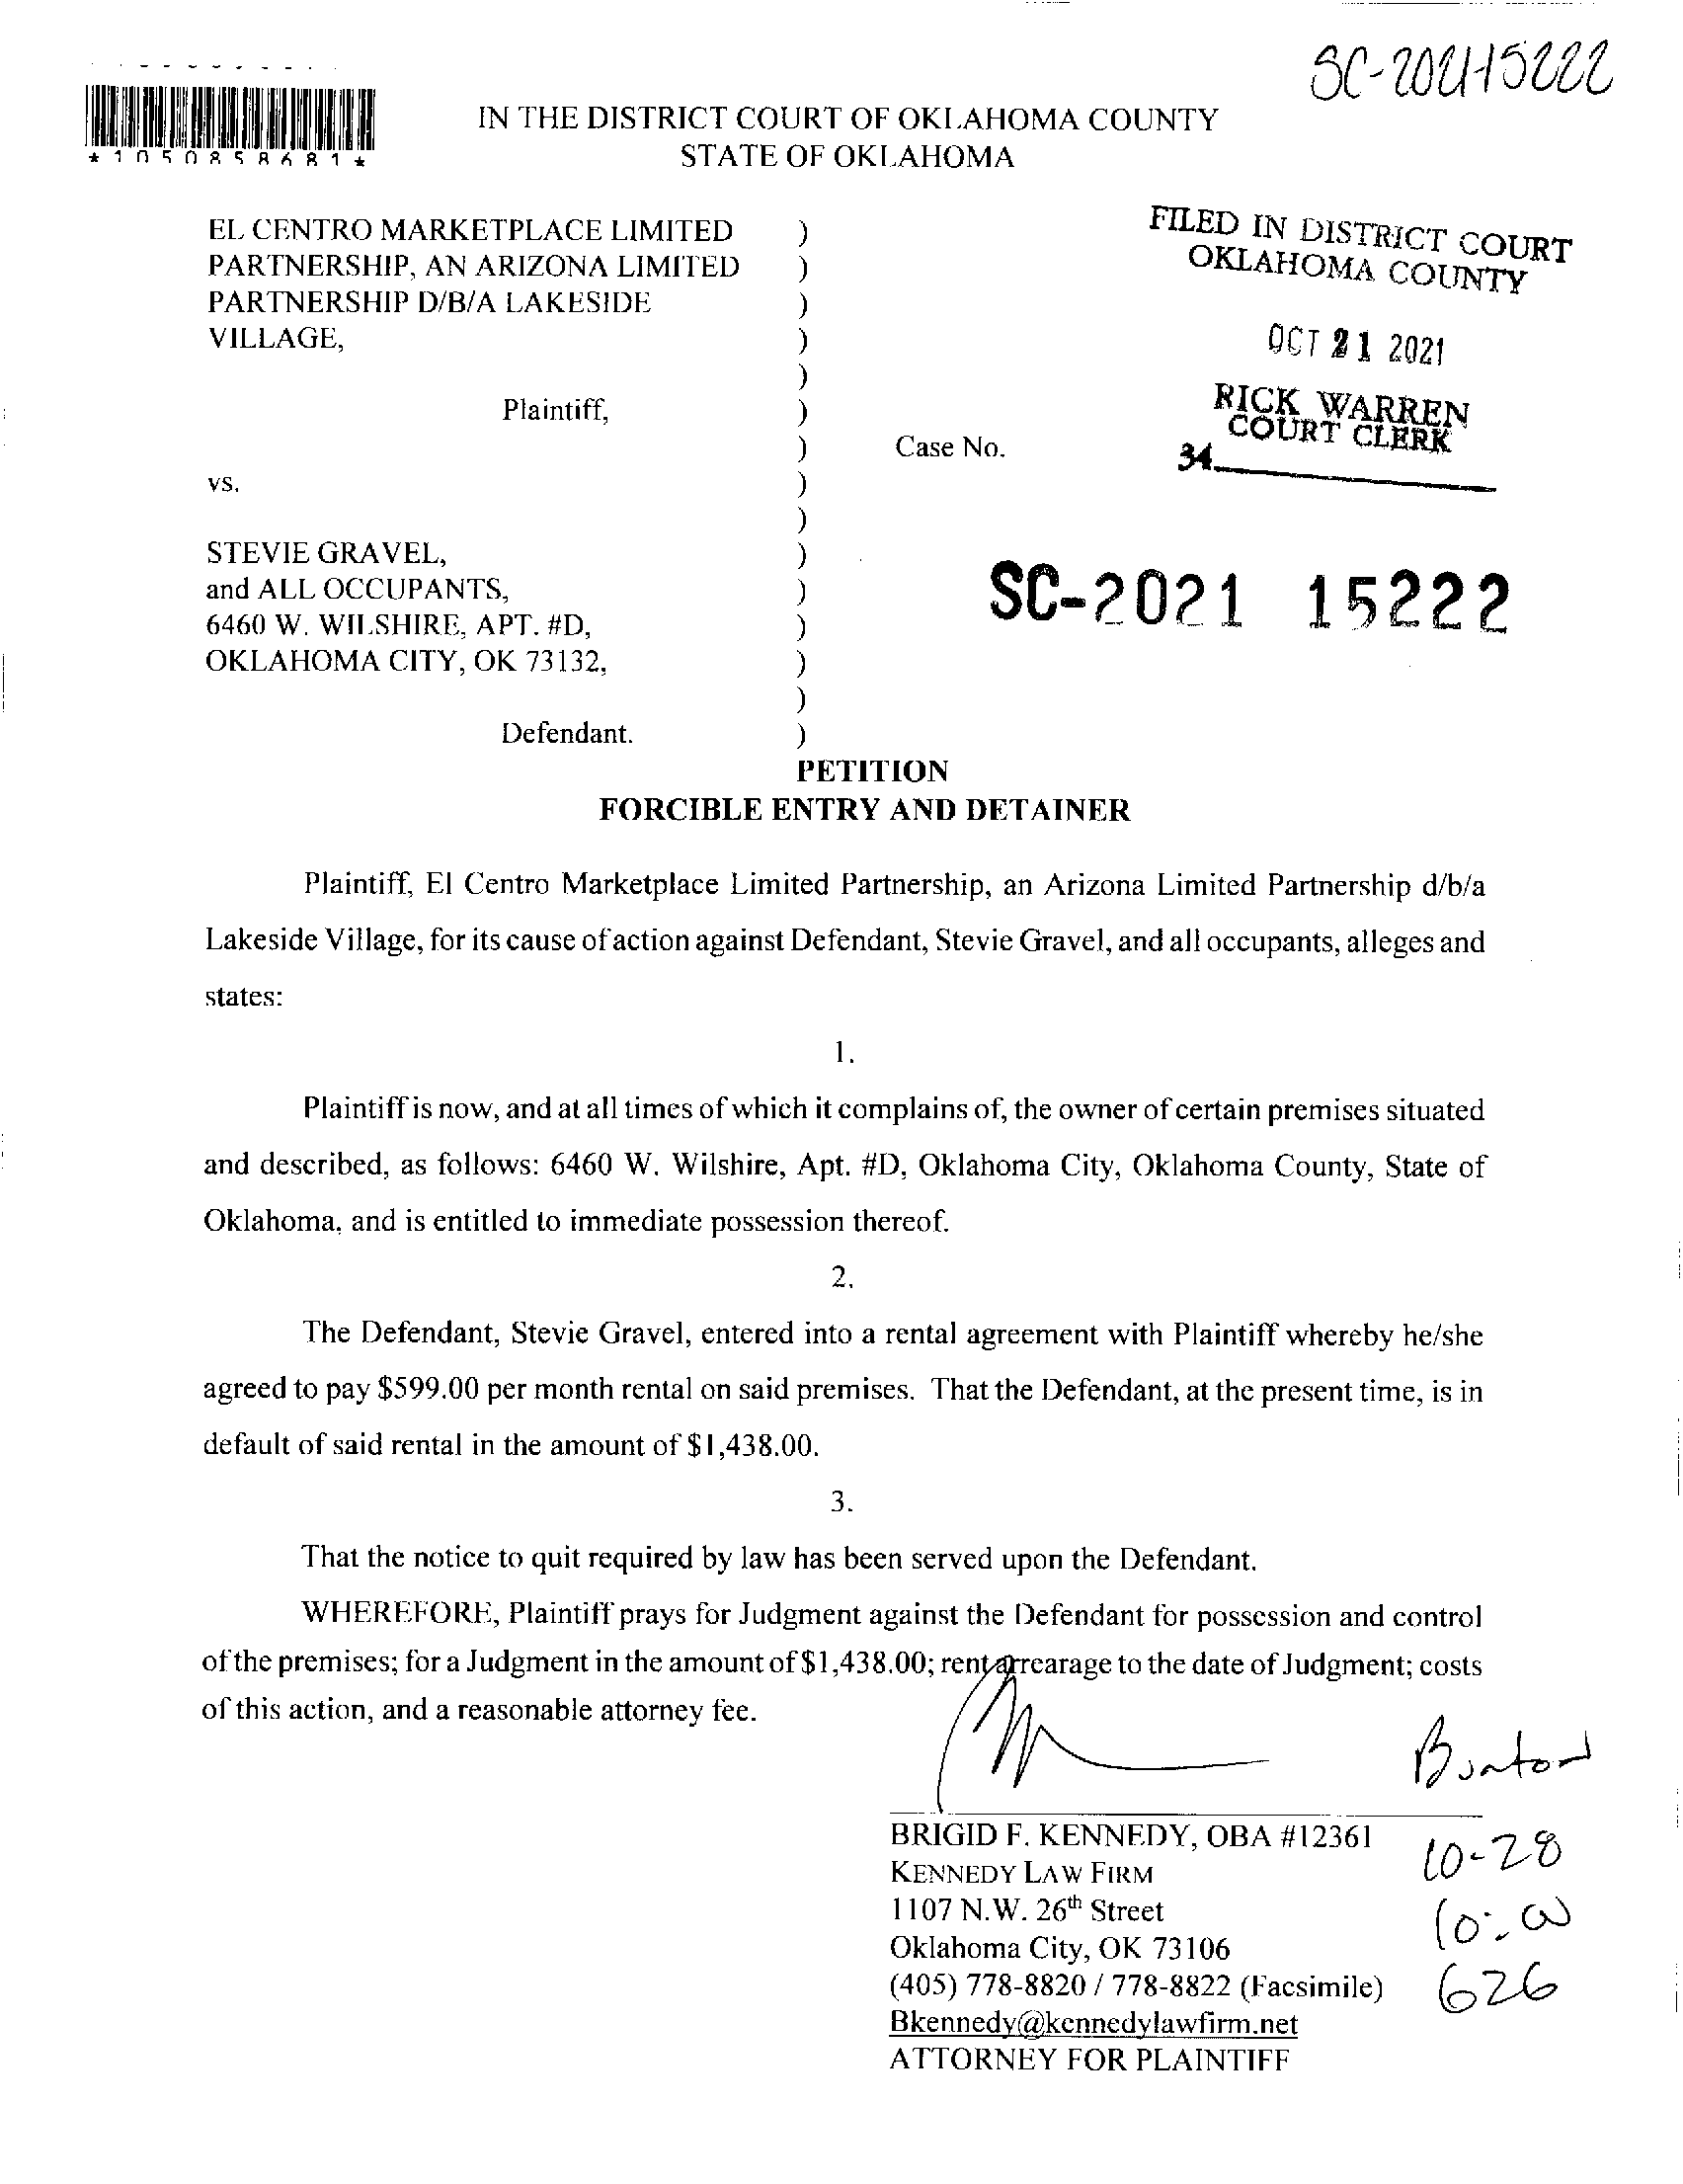 SC-2021-15222
*1050858681*
IN THE DISTRICT COURT OF OKLAHOMA COUNTY
STATE OF OKLAHOMA
EL CENTRO MARKETPLACE LIMITED )
PARTNERSHIP, AN ARIZONA LIMITED )
PARTNERSHIP D/B/A LAKESIDE )
VILLAGE, )
)
Plaintiff, )
) Case No.
vs. )
)
STEVIE GRAVEL, )
and ALL OCCUPANTS, )
6460 W. WILSHIRE, APT. #D, )
OKLAHOMA CITY, OK 73132, )
)
Defendant. )
FILED IN DISTRICT COURT
OKLAHOMA COUNTY
OCT 21 2021
RICK WARREN
COURT CLERK
34
SC-2021 15222
PETITION
FORCIBLE ENTRY AND DETAINER
Plaintiff, El Centro Marketplace Limited Partnership, an Arizona Limited Partnership d/b/a
Lakeside Village, for its cause of action against Defendant, Stevie Gravel, and all occupants, alleges and
states:
1.
Plaintiff is now, and at all times of which it complains of, the owner of certain premises situated
and described, as follows: 6460 W. Wilshire, Apt. #D, Oklahoma City, Oklahoma County, State of
Oklahoma, and is entitled to immediate possession thereof.
2.
The Defendant, Stevie Gravel, entered into a rental agreement with Plaintiff whereby he/she
agreed to pay $599.00 per month rental on said premises. That the Defendant, at the present time, is in
default of said rental in the amount of $1,438.00.
3.
That the notice to quit required by law has been served upon the Defendant.
WHEREFORE, Plaintiff prays for Judgment against the Defendant for possession and control
of the premises; for a Judgment in the amount of $1,438.00; rent arrearage to the date of Judgment; costs
of this action, and a reasonable attorney fee.
BRIGID F. KENNEDY, OBA #12361
KENNEDY LAW FIRM
1107 N.W. 26th Street
Oklahoma City, OK 73106
(405) 778-8820 / 778-8822 (Facsimile)
Bkennedy@kennedylawfirm.net
ATTORNEY FOR PLAINTIFF
10-28
10:00
626